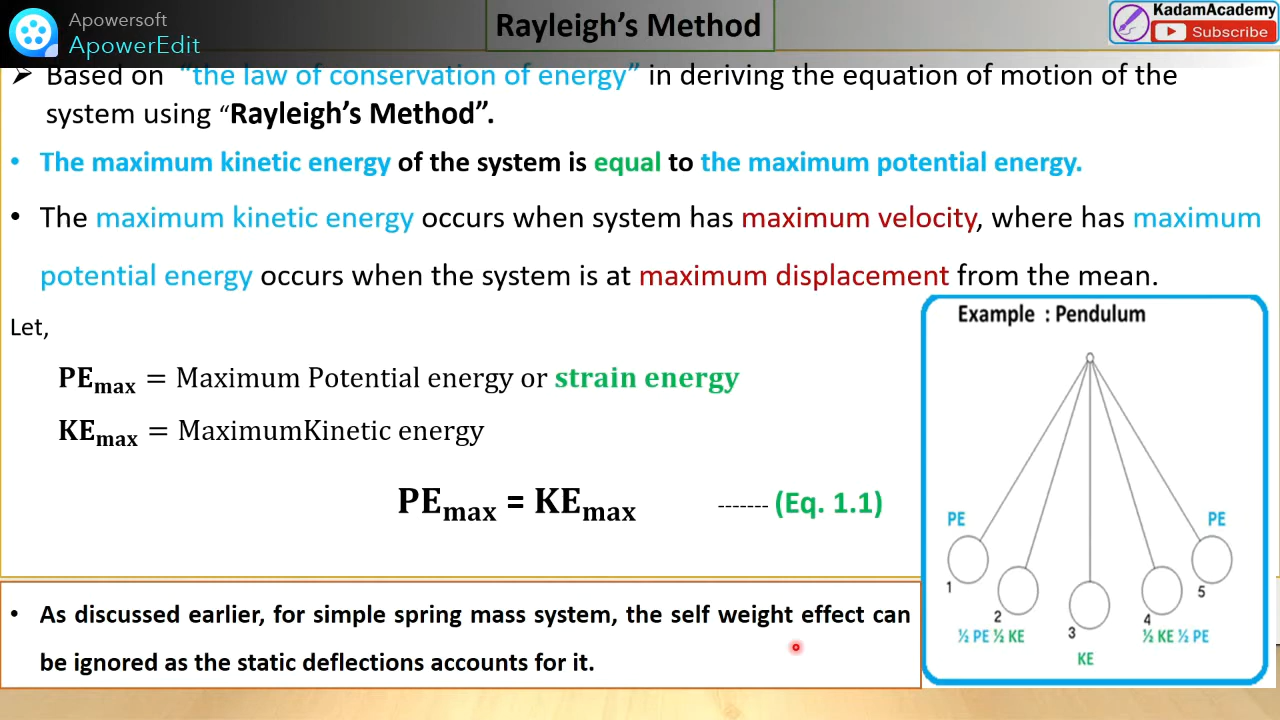 Apowersoft
ApowerEdit
Rayleigh's Method
KadamAcademy
Subscribe
➤ Based on "the law of conservation of energy" in deriving the equation of motion of the
system using "Rayleigh's Method".
• The maximum kinetic energy of the system is equal to the maximum potential energy.
• The maximum kinetic energy occurs when system has maximum velocity, where has maximum
potential energy occurs when the system is at maximum displacement from the mean.
Let,
PEmax = Maximum Potential energy or strain energy
KEmax = MaximumKinetic energy
PEmax = KEmax ------- (Eq. 1.1)
• As discussed earlier, for simple spring mass system, the self weight effect can
be ignored as the static deflections accounts for it.
Example : Pendulum
PE PE
1 5
2 4
½ PE ½ KE 3 ½ KE ½ PE
KE